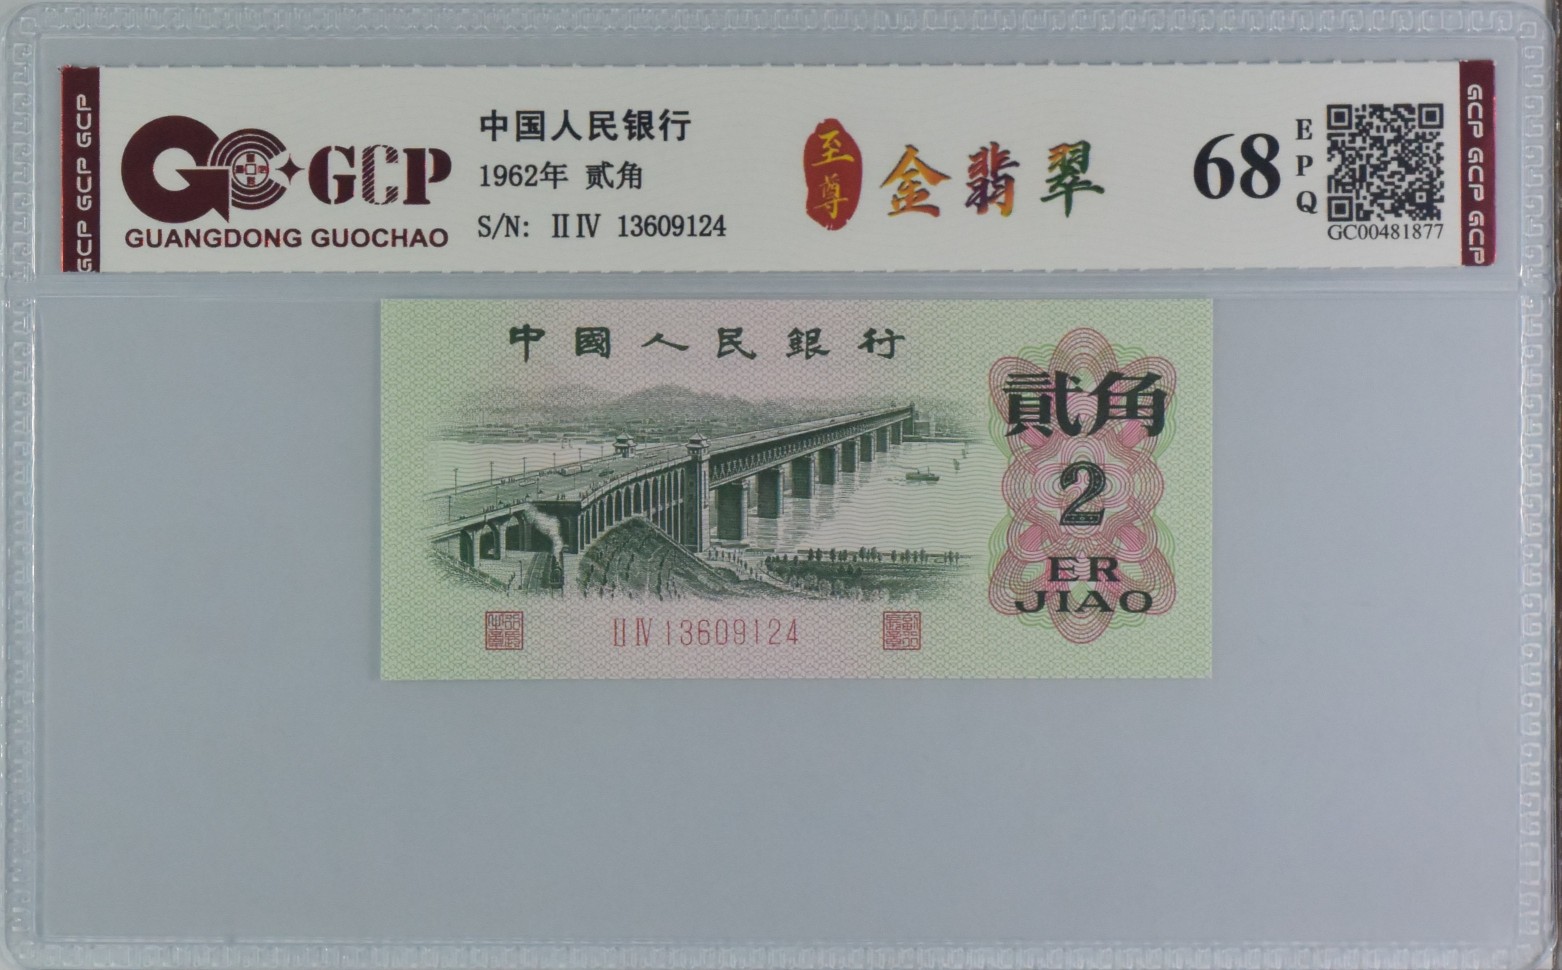 GCP GCP GCP
GCP
GUANGDONG GUOCHAO
中国人民银行
1962年 贰角
S/N: ⅡⅣ 13609124
至尊
金翡翠
68
EPQ
GC00481877
GCP GCP GCP
中國人民銀行
貳角
2
ER
JIAO
ⅡⅣ 13609124